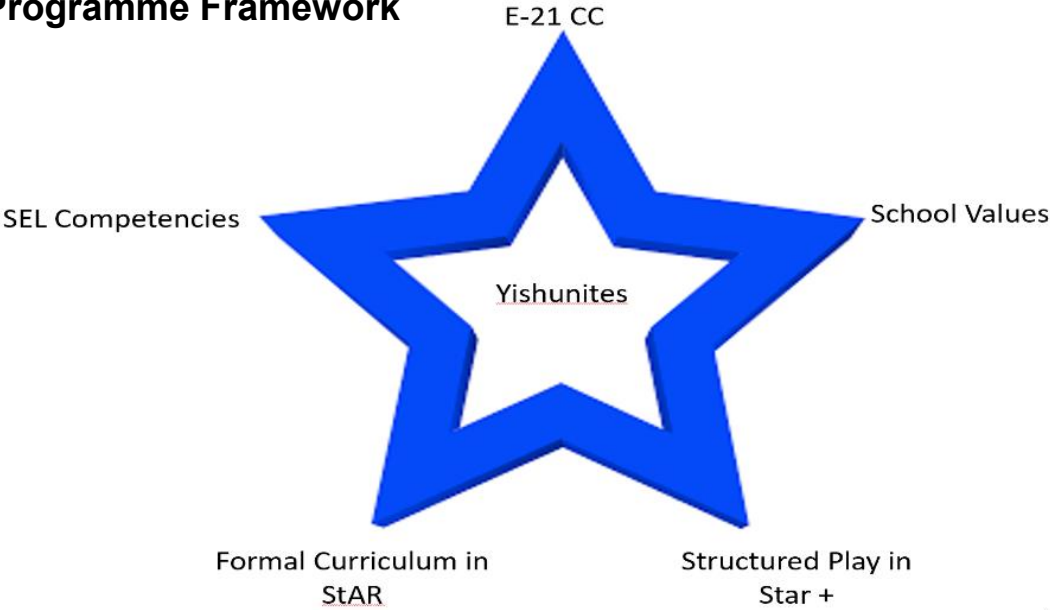 Programme Framework
E-21 CC
SEL Competencies
School Values
Yishunites
Formal Curriculum in
StAR
Structured Play in
Star +